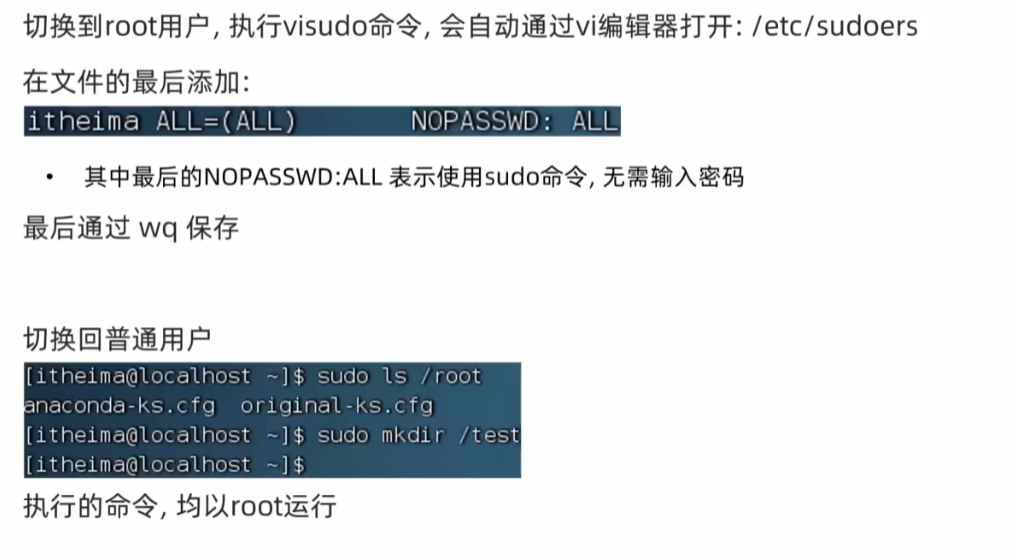 切换到root用户, 执行visudo命令, 会自动通过vi编辑器打开: /etc/sudoers
在文件的最后添加:
itheima ALL=(ALL)       NOPASSWD: ALL
• 其中最后的NOPASSWD:ALL 表示使用sudo命令, 无需输入密码
最后通过 wq 保存
切换回普通用户
[itheima@localhost ~]$ sudo ls /root
anaconda-ks.cfg  original-ks.cfg
[itheima@localhost ~]$ sudo mkdir /test
[itheima@localhost ~]$
执行的命令, 均以root运行